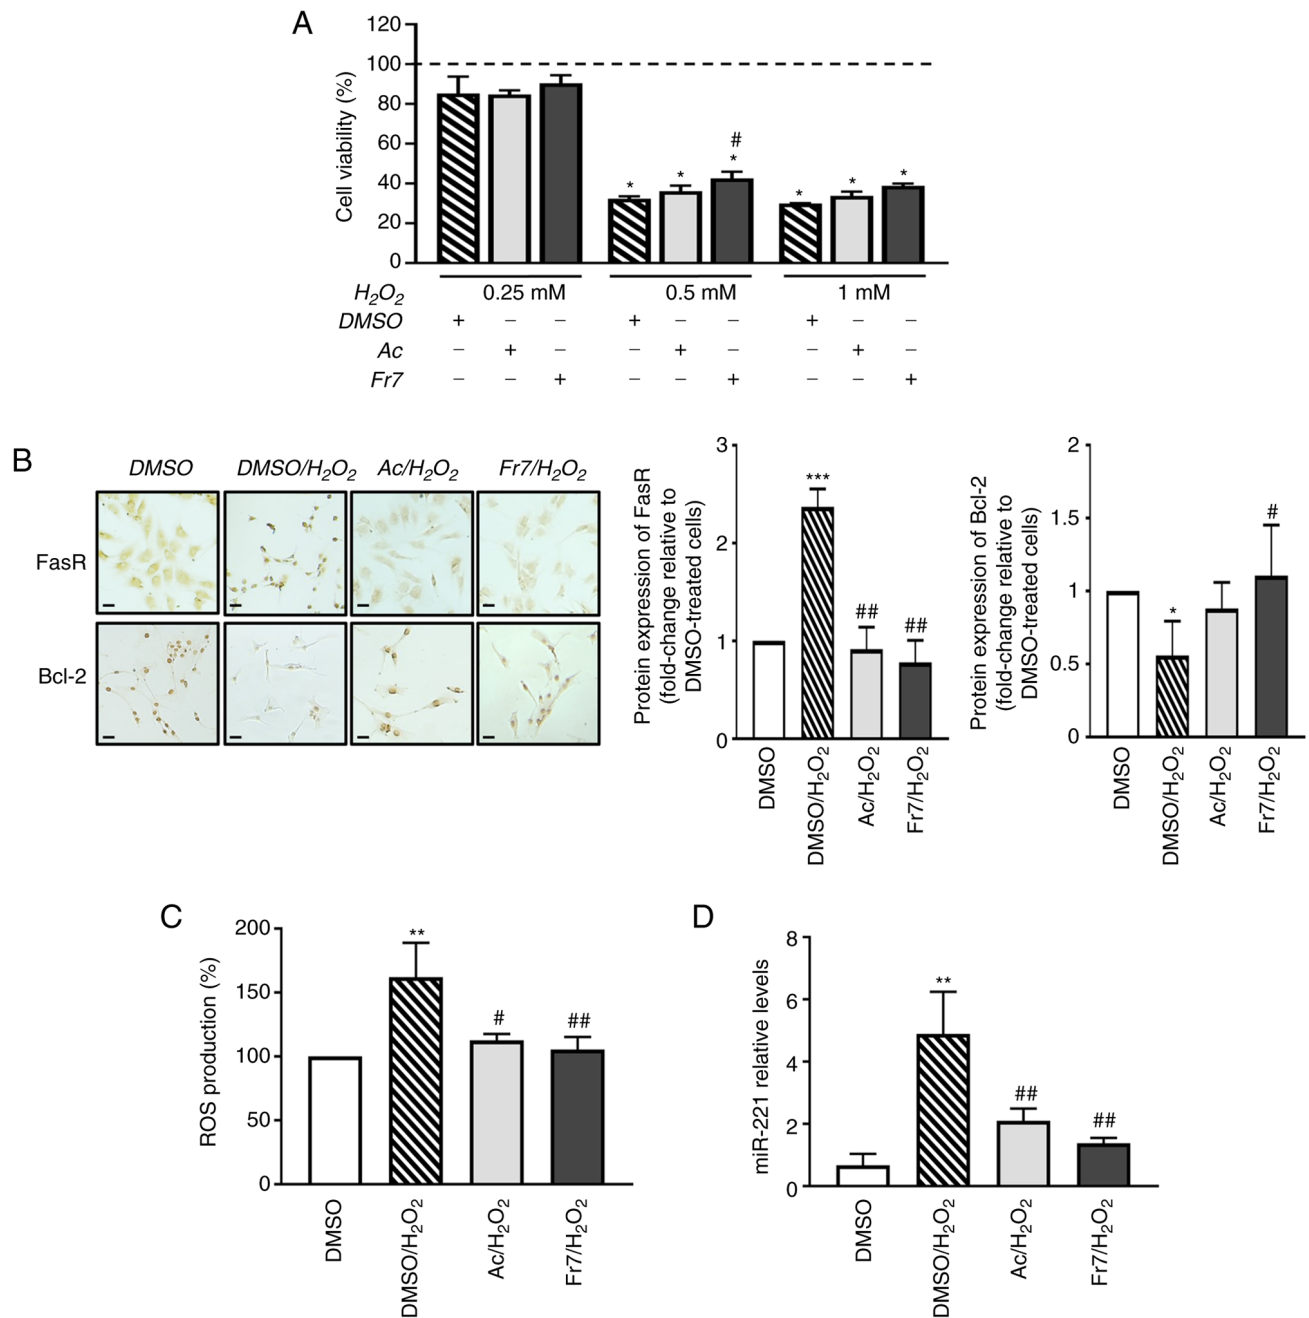 A
Cell viability (%)
120
100
80
60
40
20
0
#
* * * * * *
H2O2 0.25 mM 0.5 mM 1 mM
DMSO + − − + − − + − −
Ac − + − − + − − + −
Fr7 − − + − − + − − +
B
DMSO DMSO/H2O2 Ac/H2O2 Fr7/H2O2
FasR
Bcl-2
Protein expression of FasR
(fold-change relative to
DMSO-treated cells)
3
2
1
0
*** ## ##
DMSO DMSO/H2O2 Ac/H2O2 Fr7/H2O2
Protein expression of Bcl-2
(fold-change relative to
DMSO-treated cells)
2
1.5
1
0.5
0
* #
DMSO DMSO/H2O2 Ac/H2O2 Fr7/H2O2
C
ROS production (%)
200
150
100
50
0
** # ##
DMSO DMSO/H2O2 Ac/H2O2 Fr7/H2O2
D
miR-221 relative levels
8
6
4
2
0
** ## ##
DMSO DMSO/H2O2 Ac/H2O2 Fr7/H2O2